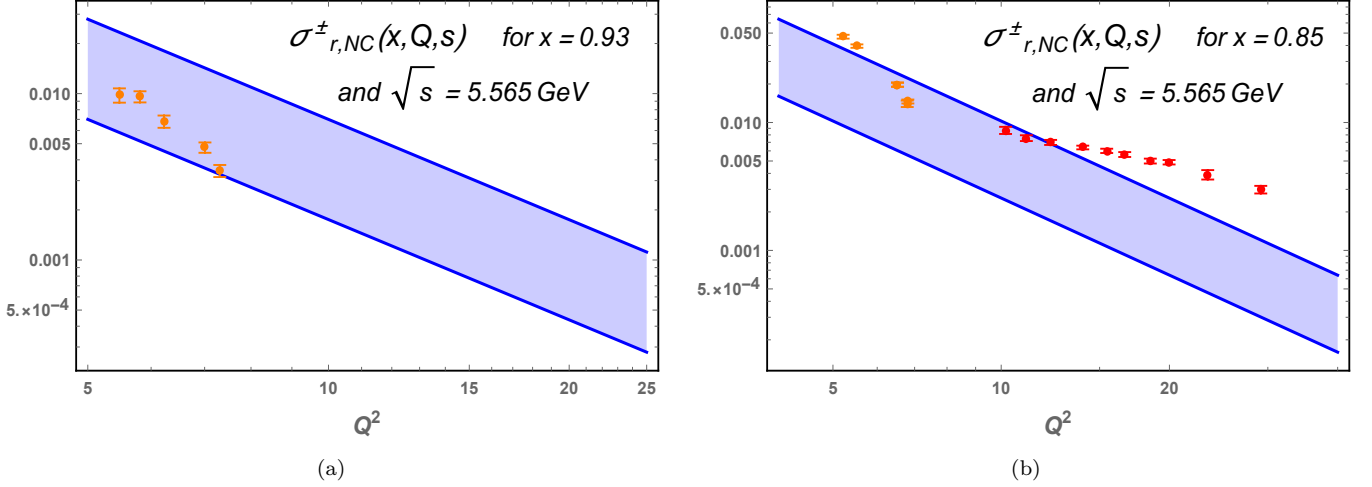 σ±r,NC(x,Q,s) for x = 0.93
and √s = 5.565 GeV
0.010
0.005
0.001
5.×10−4
5 10 15 20 25
Q2
(a)
σ±r,NC(x,Q,s) for x = 0.85
and √s = 5.565 GeV
0.050
0.010
0.005
0.001
5.×10−4
5 10 20
Q2
(b)